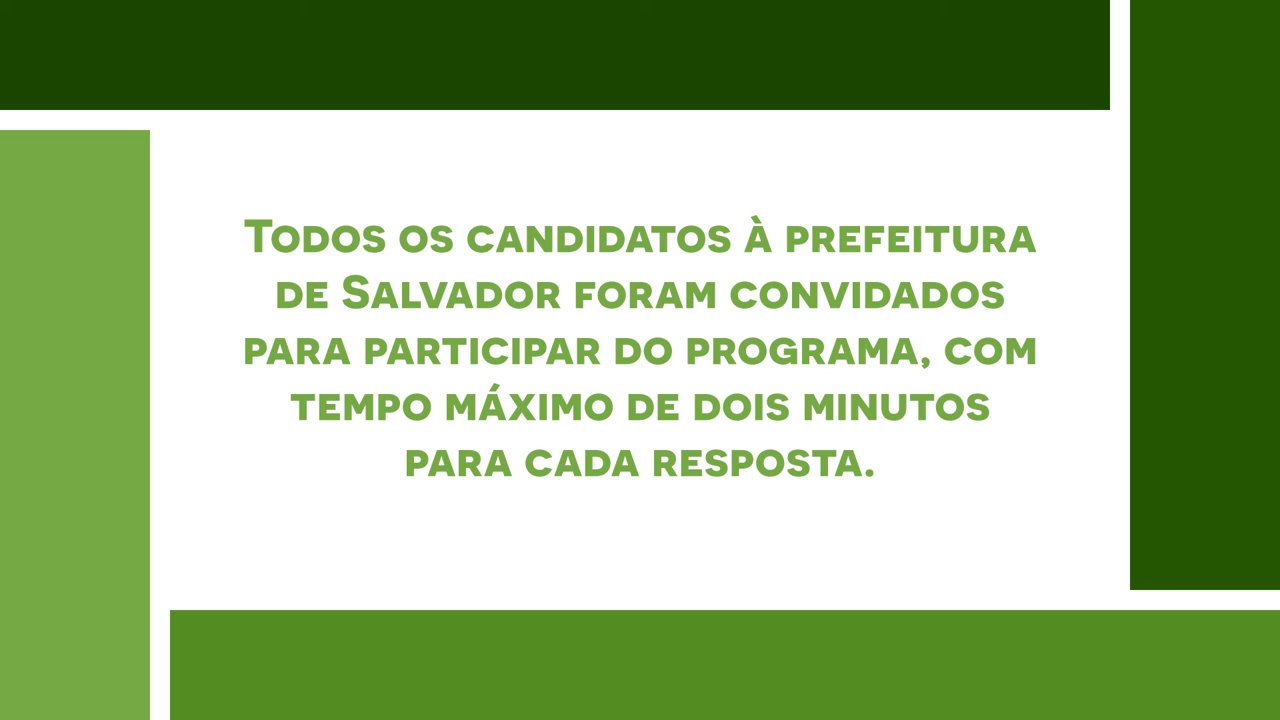 Todos os candidatos à prefeitura
de Salvador foram convidados
para participar do programa, com
tempo máximo de dois minutos
para cada resposta.